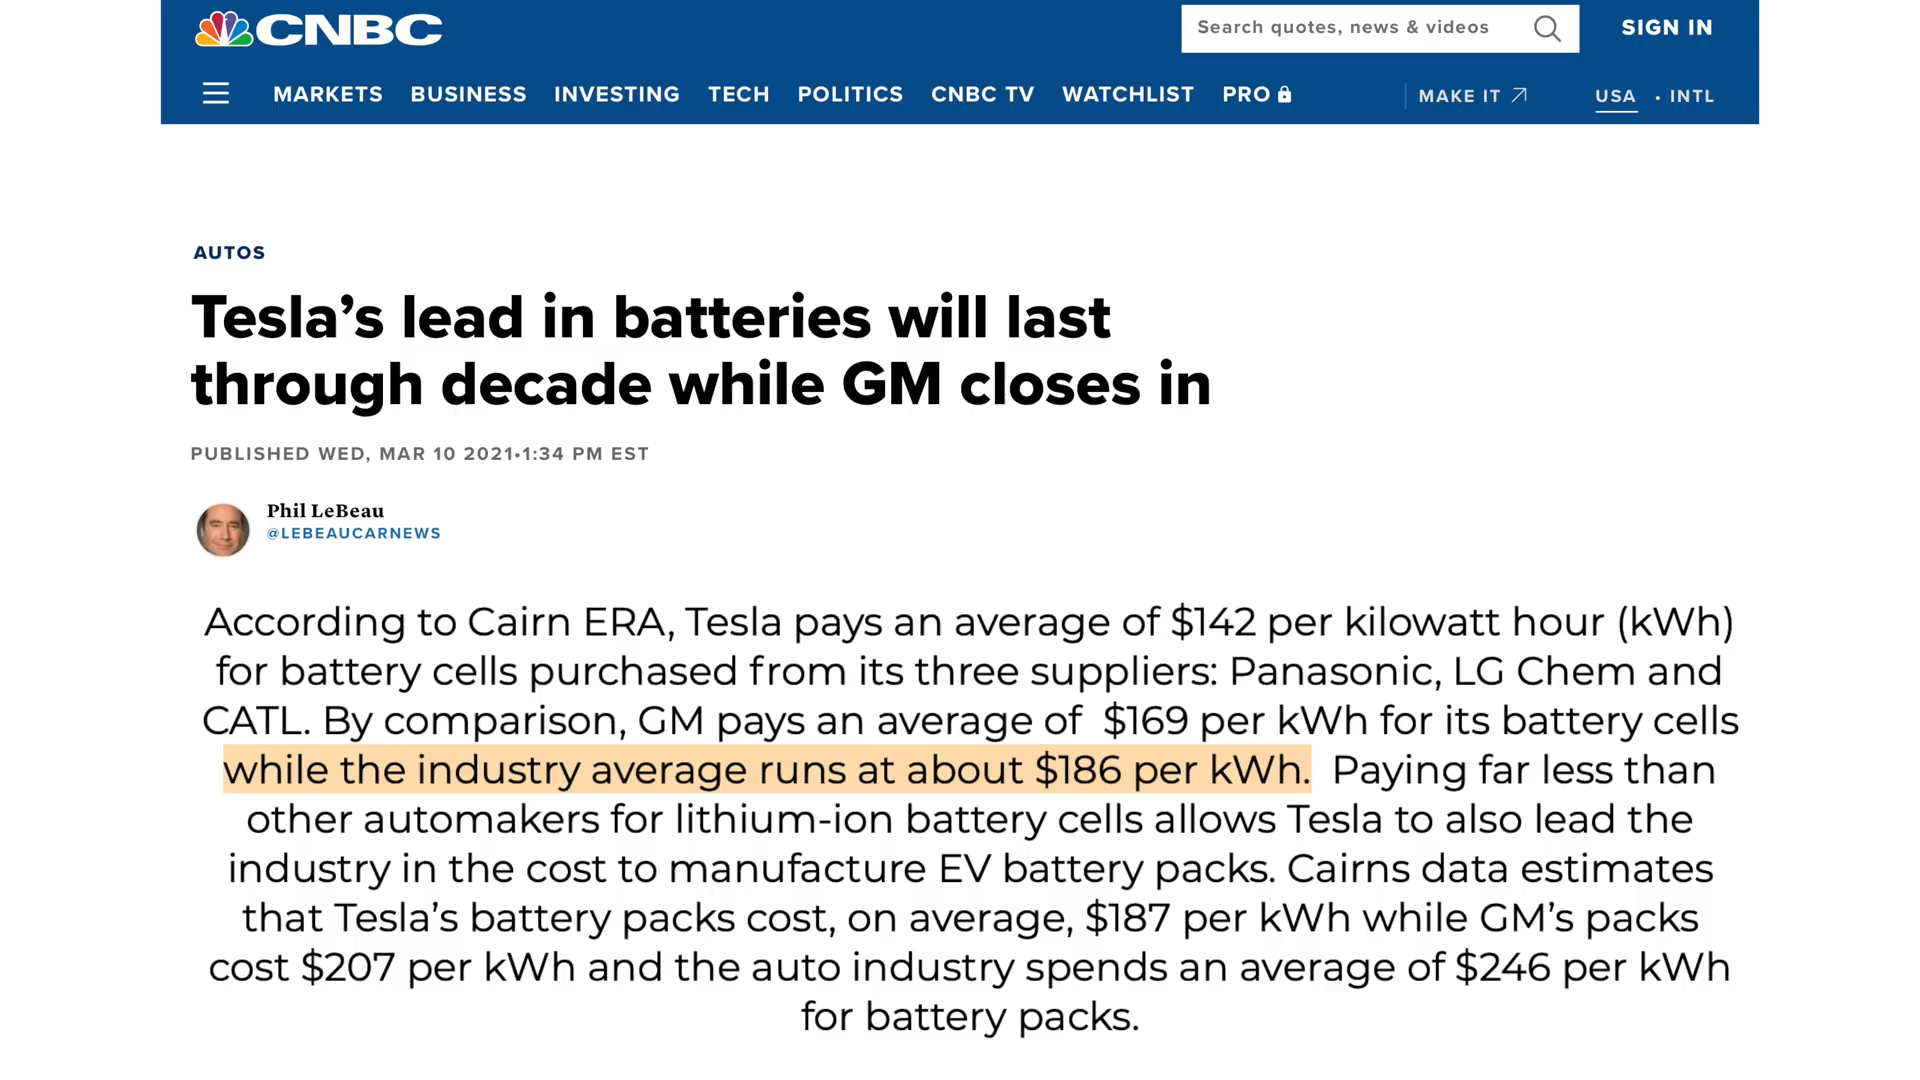 CNBC
Search quotes, news & videos
SIGN IN
MARKETS BUSINESS INVESTING TECH POLITICS CNBC TV WATCHLIST PRO MAKE IT USA • INTL
AUTOS
Tesla’s lead in batteries will last
through decade while GM closes in
PUBLISHED WED, MAR 10 2021•1:34 PM EST
Phil LeBeau
@LEBEAUCARNEWS
According to Cairn ERA, Tesla pays an average of $142 per kilowatt hour (kWh)
for battery cells purchased from its three suppliers: Panasonic, LG Chem and
CATL. By comparison, GM pays an average of $169 per kWh for its battery cells
while the industry average runs at about $186 per kWh. Paying far less than
other automakers for lithium-ion battery cells allows Tesla to also lead the
industry in the cost to manufacture EV battery packs. Cairns data estimates
that Tesla’s battery packs cost, on average, $187 per kWh while GM’s packs
cost $207 per kWh and the auto industry spends an average of $246 per kWh
for battery packs.